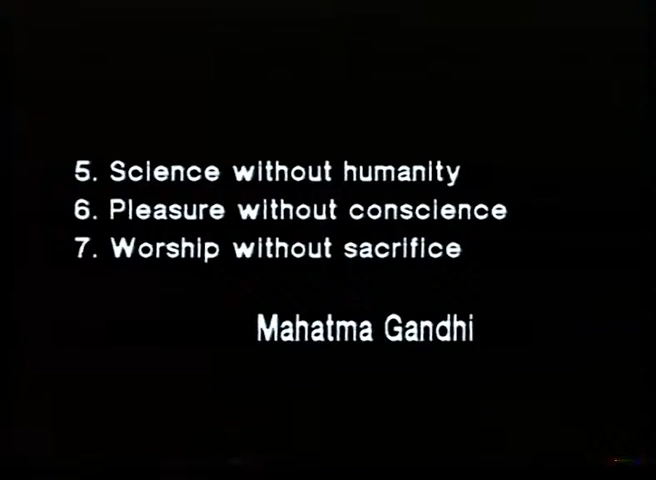 5. Science without humanity
6. Pleasure without conscience
7. Worship without sacrifice
Mahatma Gandhi